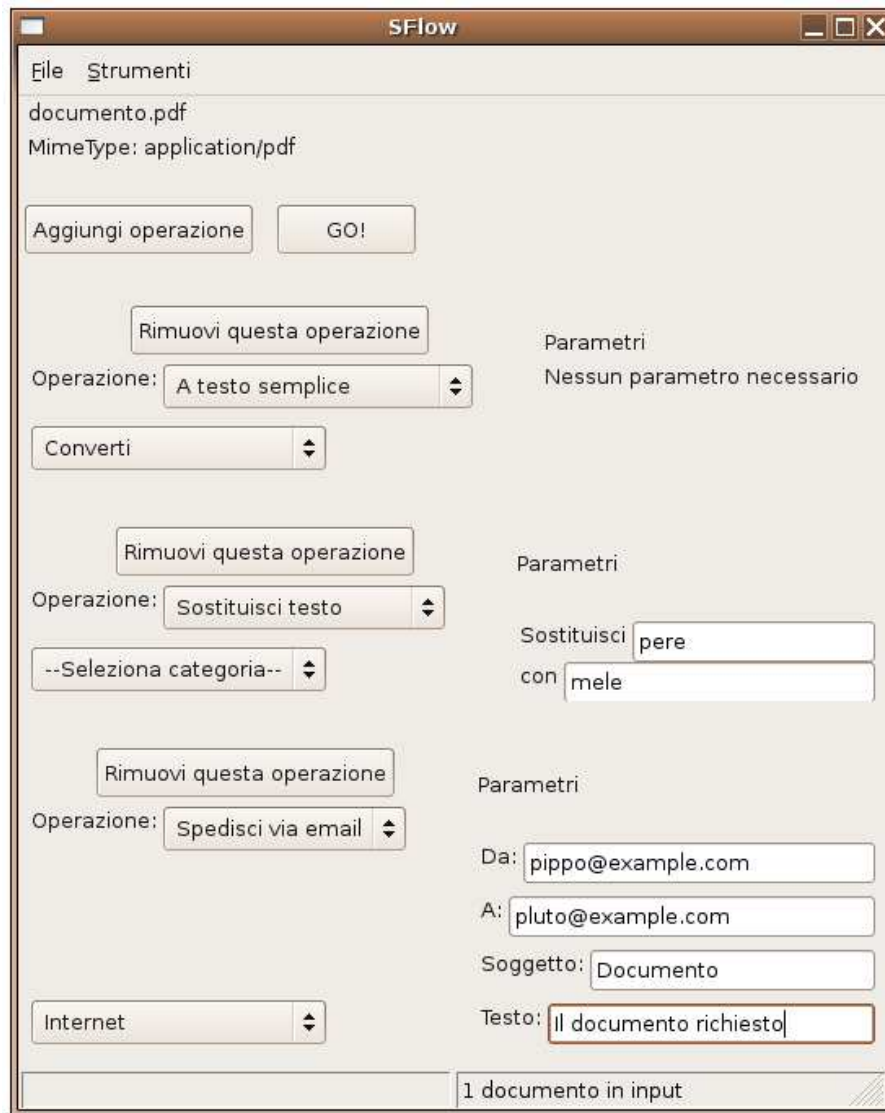 SFlow
File Strumenti
documento.pdf
MimeType: application/pdf
Aggiungi operazione GO!
Rimuovi questa operazione
Parametri
Operazione: A testo semplice
Nessun parametro necessario
Converti
Rimuovi questa operazione
Parametri
Operazione: Sostituisci testo
Sostituisci pere
--Seleziona categoria--
con mele
Rimuovi questa operazione
Parametri
Operazione: Spedisci via email
Da: pippo@example.com
A: pluto@example.com
Soggetto: Documento
Internet
Testo: Il documento richiesto
1 documento in input